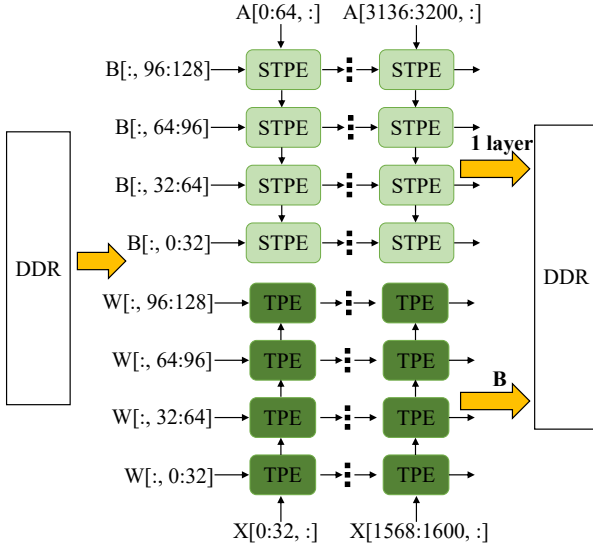 A[0:64, :] A[3136:3200, :]
B[:, 96:128] STPE STPE
B[:, 64:96] STPE STPE
1 layer
B[:, 32:64] STPE STPE
B[:, 0:32] STPE STPE
DDR DDR
W[:, 96:128] TPE TPE
W[:, 64:96] TPE TPE
B
W[:, 32:64] TPE TPE
W[:, 0:32] TPE TPE
X[0:32, :] X[1568:1600, :]